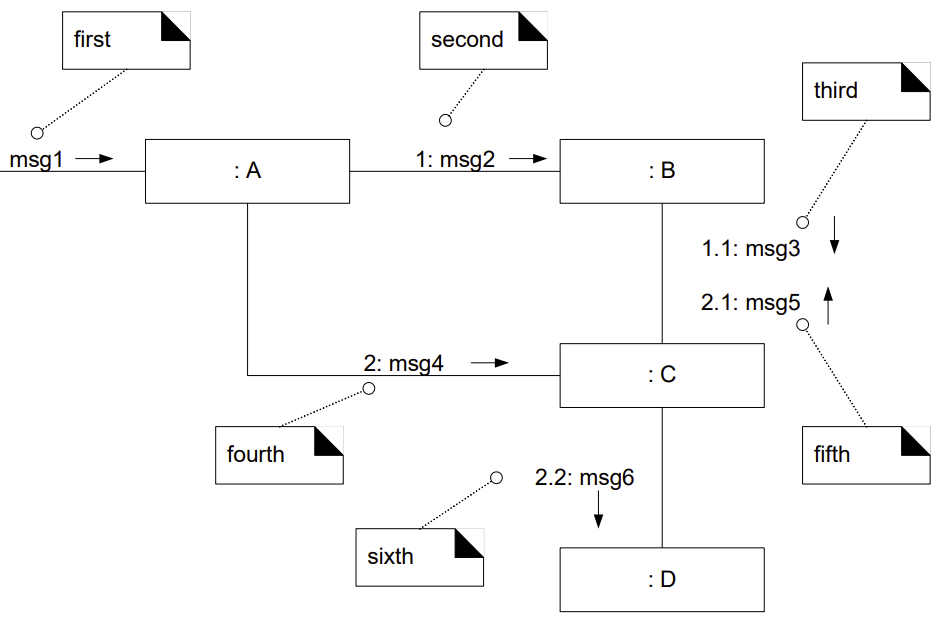 first
second
third
msg1
: A
1: msg2
: B
1.1: msg3
2.1: msg5
2: msg4
: C
fourth
fifth
2.2: msg6
sixth
: D